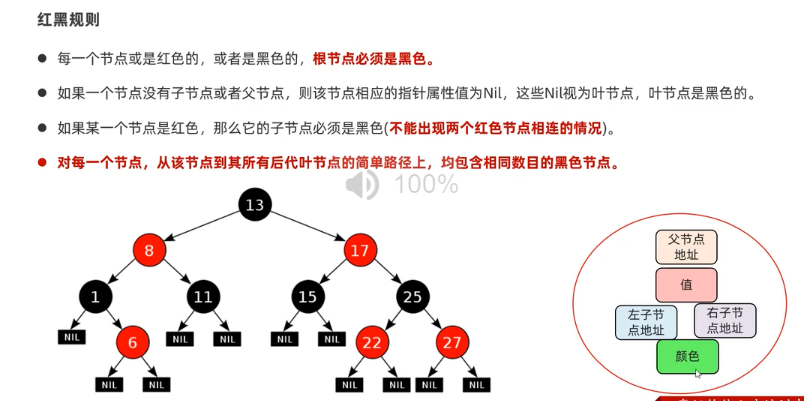 红黑规则
● 每一个节点或是红色的，或者是黑色的，根节点必须是黑色。
● 如果一个节点没有子节点或者父节点，则该节点相应的指针属性值为Nil，这些Nil视为叶节点，叶节点是黑色的。
● 如果某一个节点是红色，那么它的子节点必须是黑色(不能出现两个红色节点相连的情况)。
● 对每一个节点，从该节点到其所有后代叶节点的简单路径上，均包含相同数目的黑色节点。
100%
13
8 17
1 11 15 25
NIL 6 NIL NIL NIL NIL 22 27
NIL NIL NIL NIL NIL NIL
父节点
地址
值
左子节
点地址
右子节
点地址
颜色